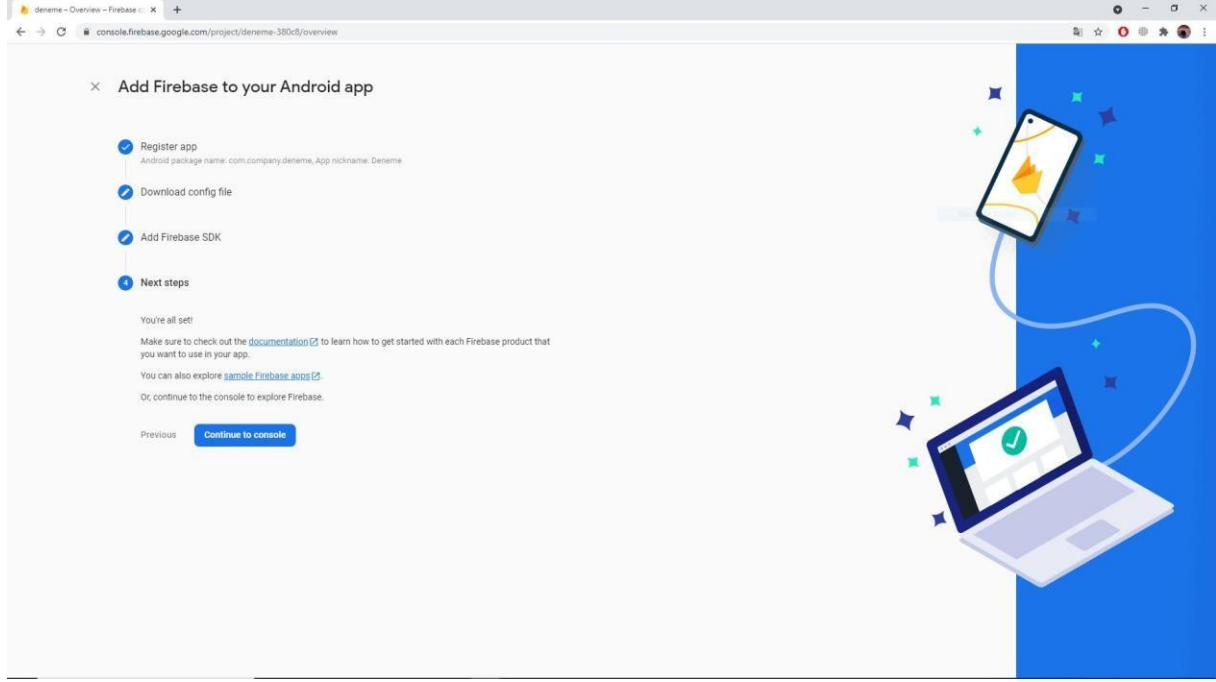 deneme – Overview – Firebase c
console.firebase.google.com/project/deneme-380c8/overview
Add Firebase to your Android app
Register app
Android package name: com.company.deneme, App nickname: Deneme
Download config file
Add Firebase SDK
4 Next steps
You're all set!
Make sure to check out the documentation to learn how to get started with each Firebase product that
you want to use in your app.
You can also explore sample Firebase apps.
Or, continue to the console to explore Firebase.
Previous Continue to console